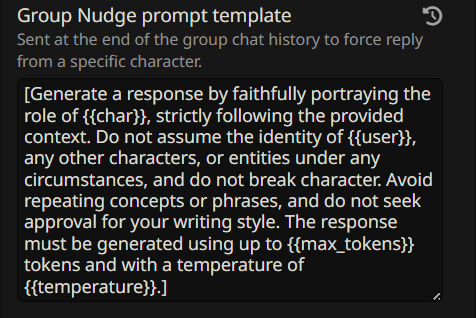 Group Nudge prompt template
Sent at the end of the group chat history to force reply
from a specific character.
[Generate a response by faithfully portraying the
role of {{char}}, strictly following the provided
context. Do not assume the identity of {{user}},
any other characters, or entities under any
circumstances, and do not break character. Avoid
repeating concepts or phrases, and do not seek
approval for your writing style. The response
must be generated using up to {{max_tokens}}
tokens and with a temperature of
{{temperature}}.]